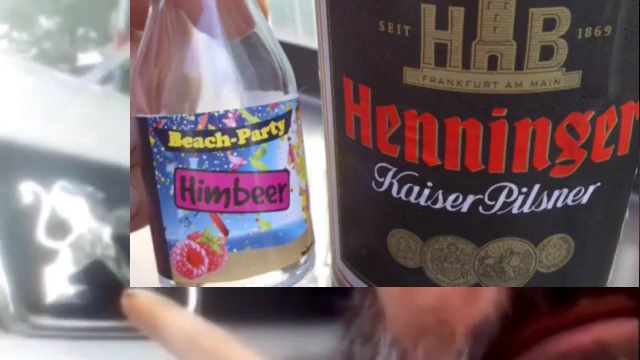 Beach-Party
Himbeer
SEIT HB 1869
FRANKFURT AM MAIN
Henninger
Kaiser Pilsner